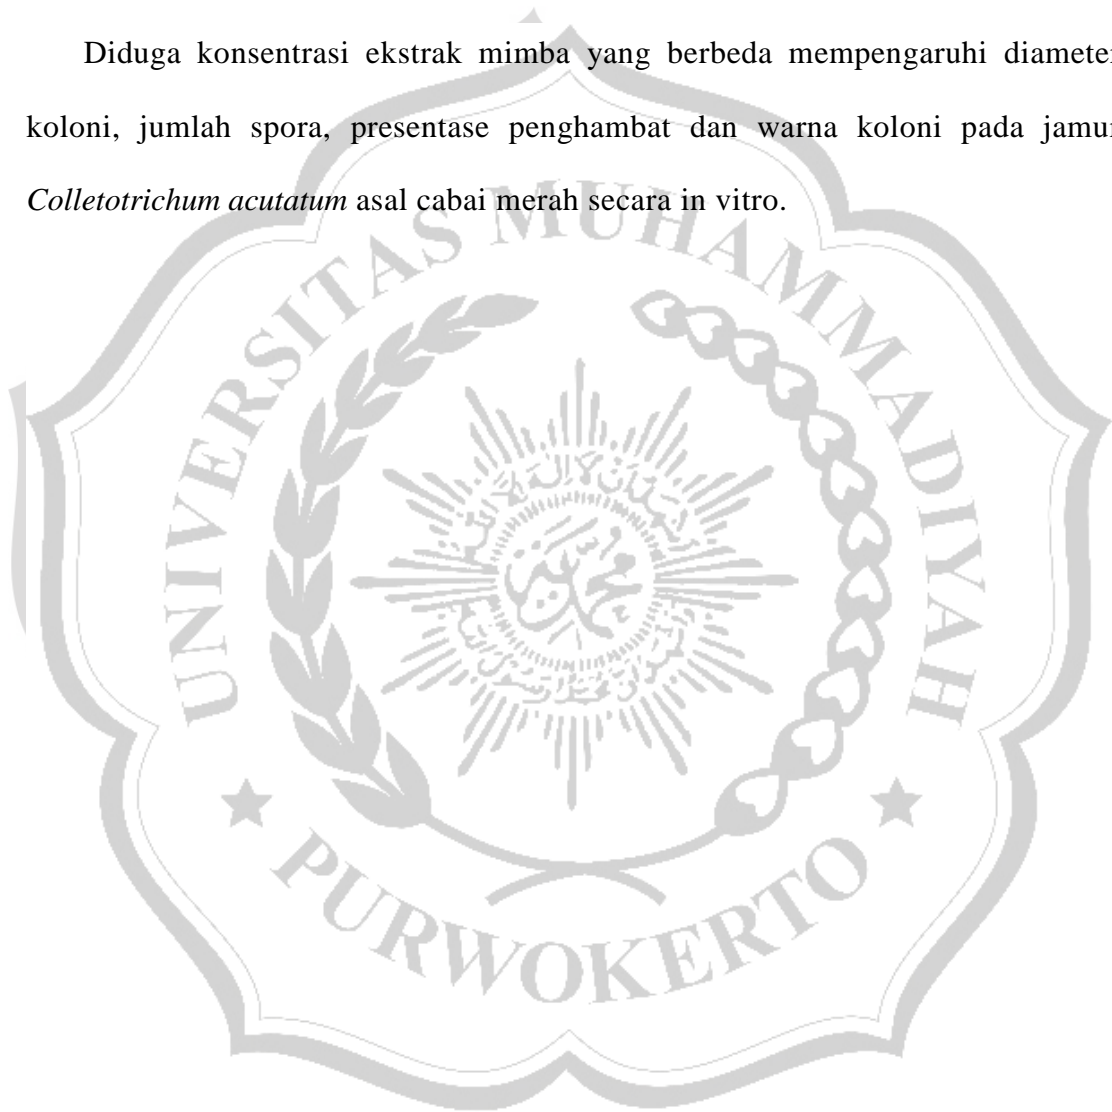 Diduga konsentrasi ekstrak mimba yang berbeda mempengaruhi diameter
koloni, jumlah spora, presentase penghambat dan warna koloni pada jamur
Colletotrichum acutatum asal cabai merah secara in vitro.
UNIVERSITAS MUHAMMADIYAH
PURWOKERTO